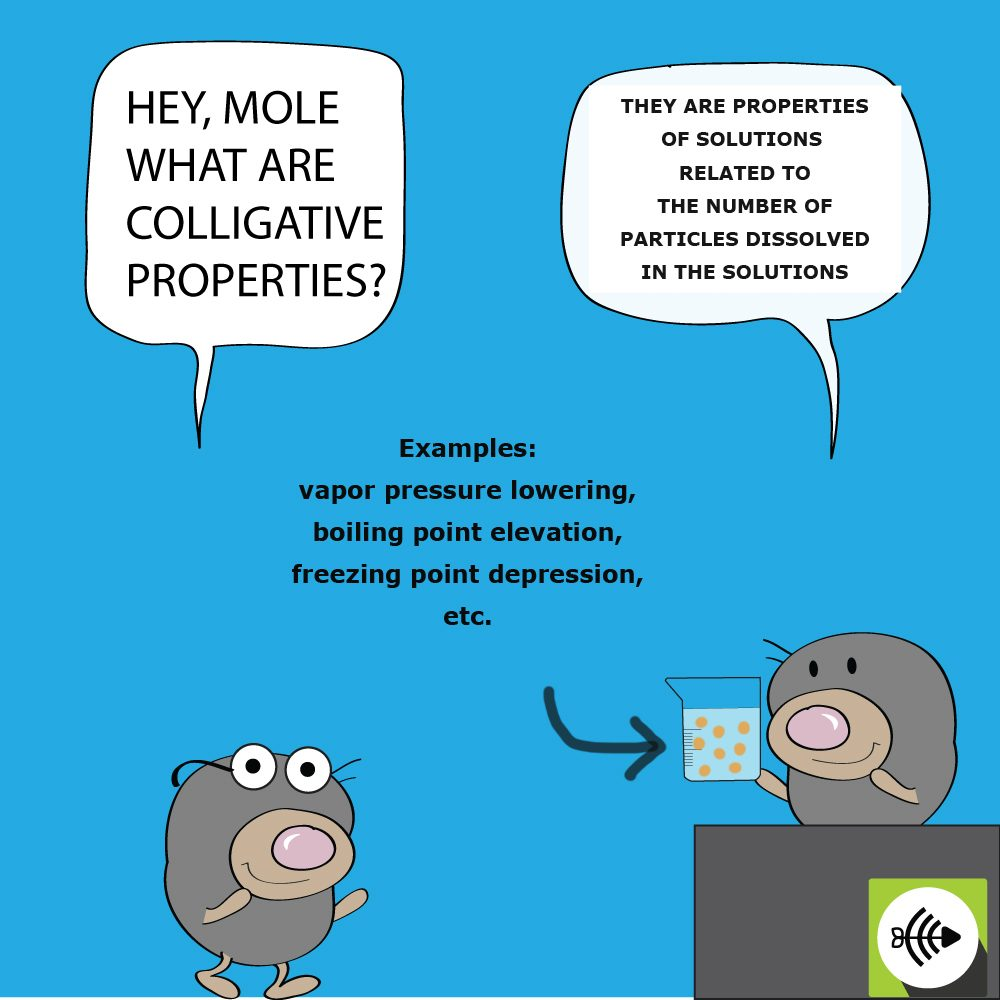 HEY, MOLE
WHAT ARE
COLLIGATIVE
PROPERTIES?
THEY ARE PROPERTIES
OF SOLUTIONS
RELATED TO
THE NUMBER OF
PARTICLES DISSOLVED
IN THE SOLUTIONS
Examples:
vapor pressure lowering,
boiling point elevation,
freezing point depression,
etc.